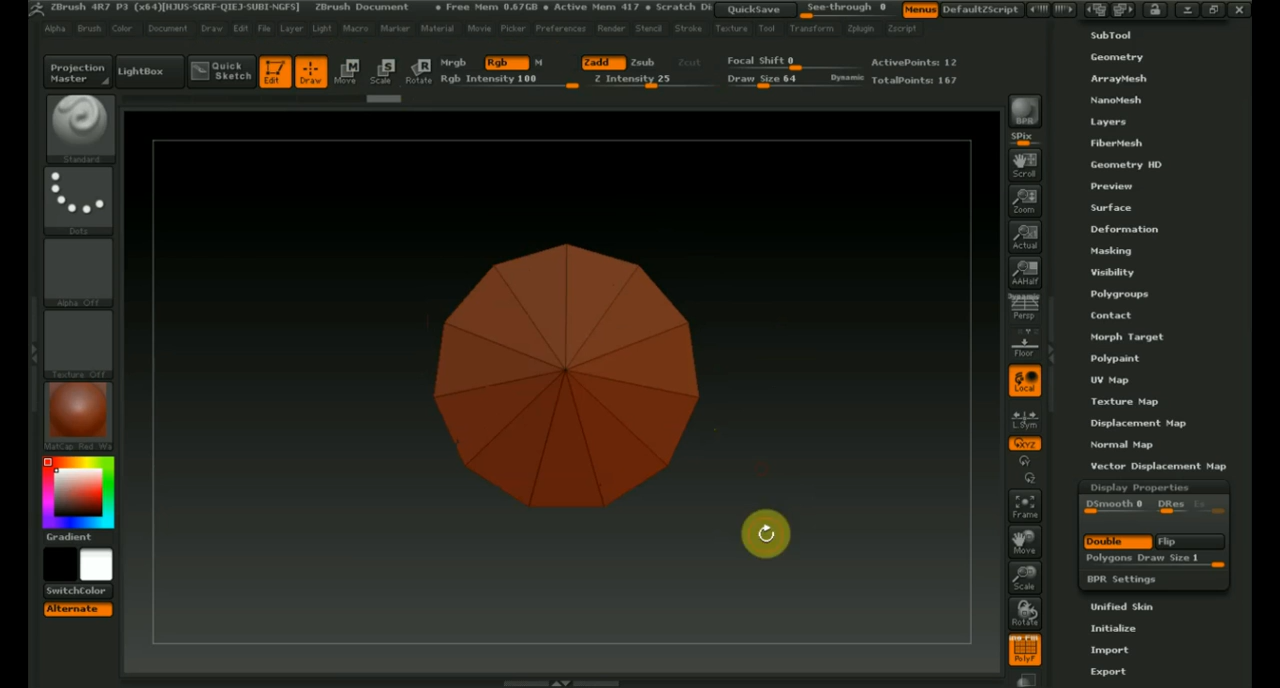 ZBrush 4R7 P3 (x64)[HJUS-SGRF-QIEJ-SUBI-NGFS] ZBrush Document • Free Mem 0.67GB • Active Mem 417 • Scratch Di QuickSave See-through 0 Menus DefaultZScript
Alpha Brush Color Document Draw Edit File Layer Light Macro Marker Material Movie Picker Preferences Render Stencil Stroke Texture Tool Transform Zplugin Zscript
Projection Master
LightBox
Quick Sketch
Edit
Draw
Move
Scale
Rotate
Mrgb Rgb M
Rgb Intensity 100
Zadd Zsub Zcut
Z Intensity 25
Focal Shift 0
Draw Size 64 Dynamic
ActivePoints: 12
TotalPoints: 167
Standard
Dots
Alpha Off
Texture Off
MatCap Red Wa
Gradient
SwitchColor
Alternate
BPR
SPix
Scroll
Zoom
Actual
AAHalf
Dynamic
Persp
Floor
Local
L.Sym
XYZ
Frame
Move
Scale
Rotate
PolyF
SubTool
Geometry
ArrayMesh
NanoMesh
Layers
FiberMesh
Geometry HD
Preview
Surface
Deformation
Masking
Visibility
Polygroups
Contact
Morph Target
Polypaint
UV Map
Texture Map
Displacement Map
Normal Map
Vector Displacement Map
Display Properties
DSmooth 0 DRes Es
Double Flip
Polygons Draw Size 1
BPR Settings
Unified Skin
Initialize
Import
Export